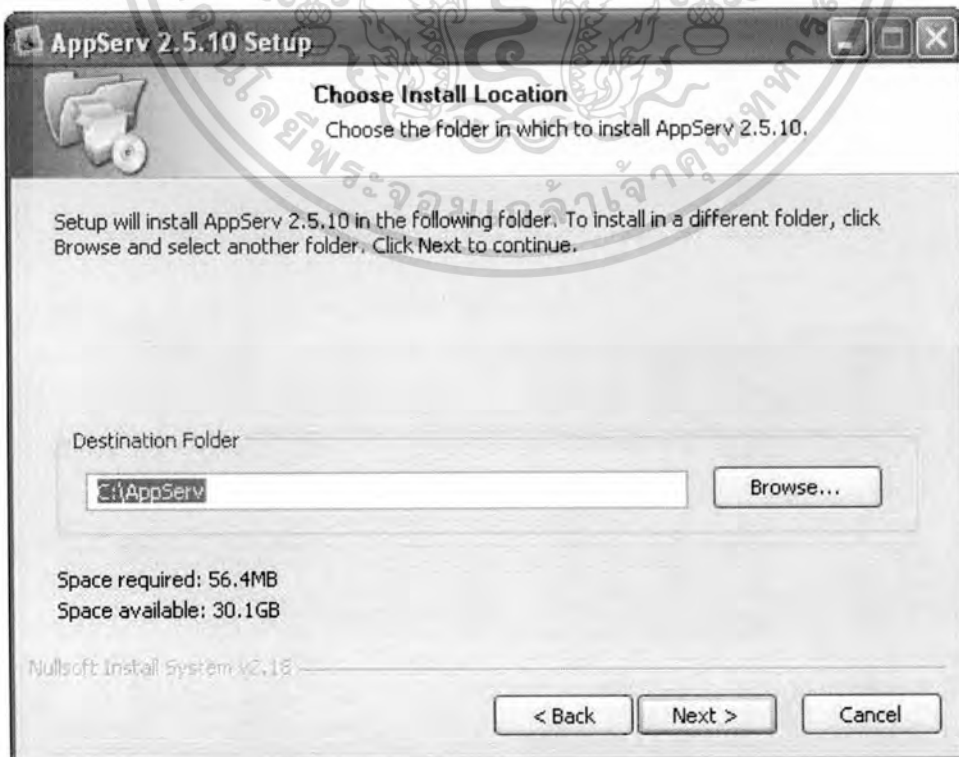 AppServ 2.5.10 Setup
Choose Install Location
Choose the folder in which to install AppServ 2.5.10.
Setup will install AppServ 2.5.10 in the following folder. To install in a different folder, click
Browse and select another folder. Click Next to continue.
Destination Folder
C:\AppServ
Browse...
Space required: 56.4MB
Space available: 30.1GB
Nullsoft Install System v2.18
< Back
Next >
Cancel